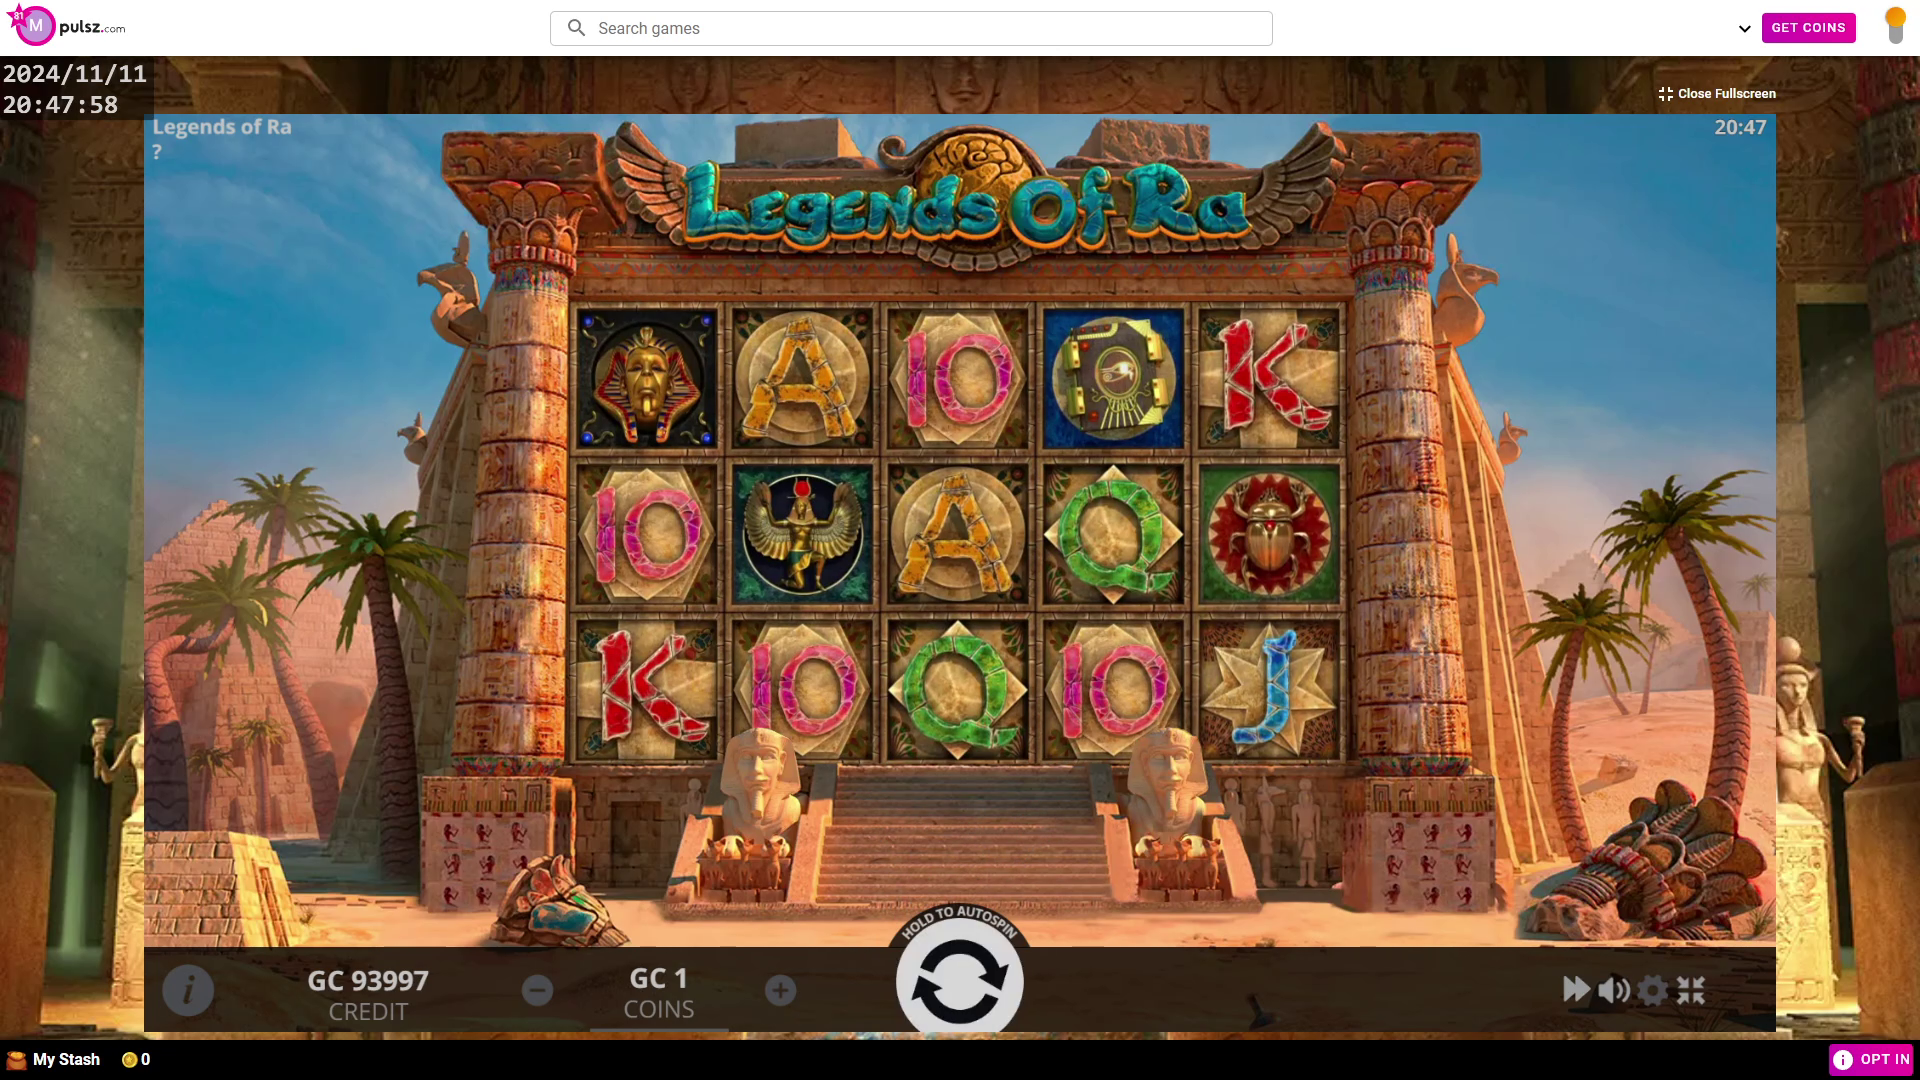 81
M
pulsz.com
Search games
GET COINS
2024/11/11
20:47:58
Close Fullscreen
Legends of Ra
20:47
?
Legends Of Ra
A 10 K
10 A Q
K 10 Q 10 J
HOLD TO AUTOSPIN
i
GC 93997
CREDIT
GC 1
COINS
My Stash
0
i OPT IN